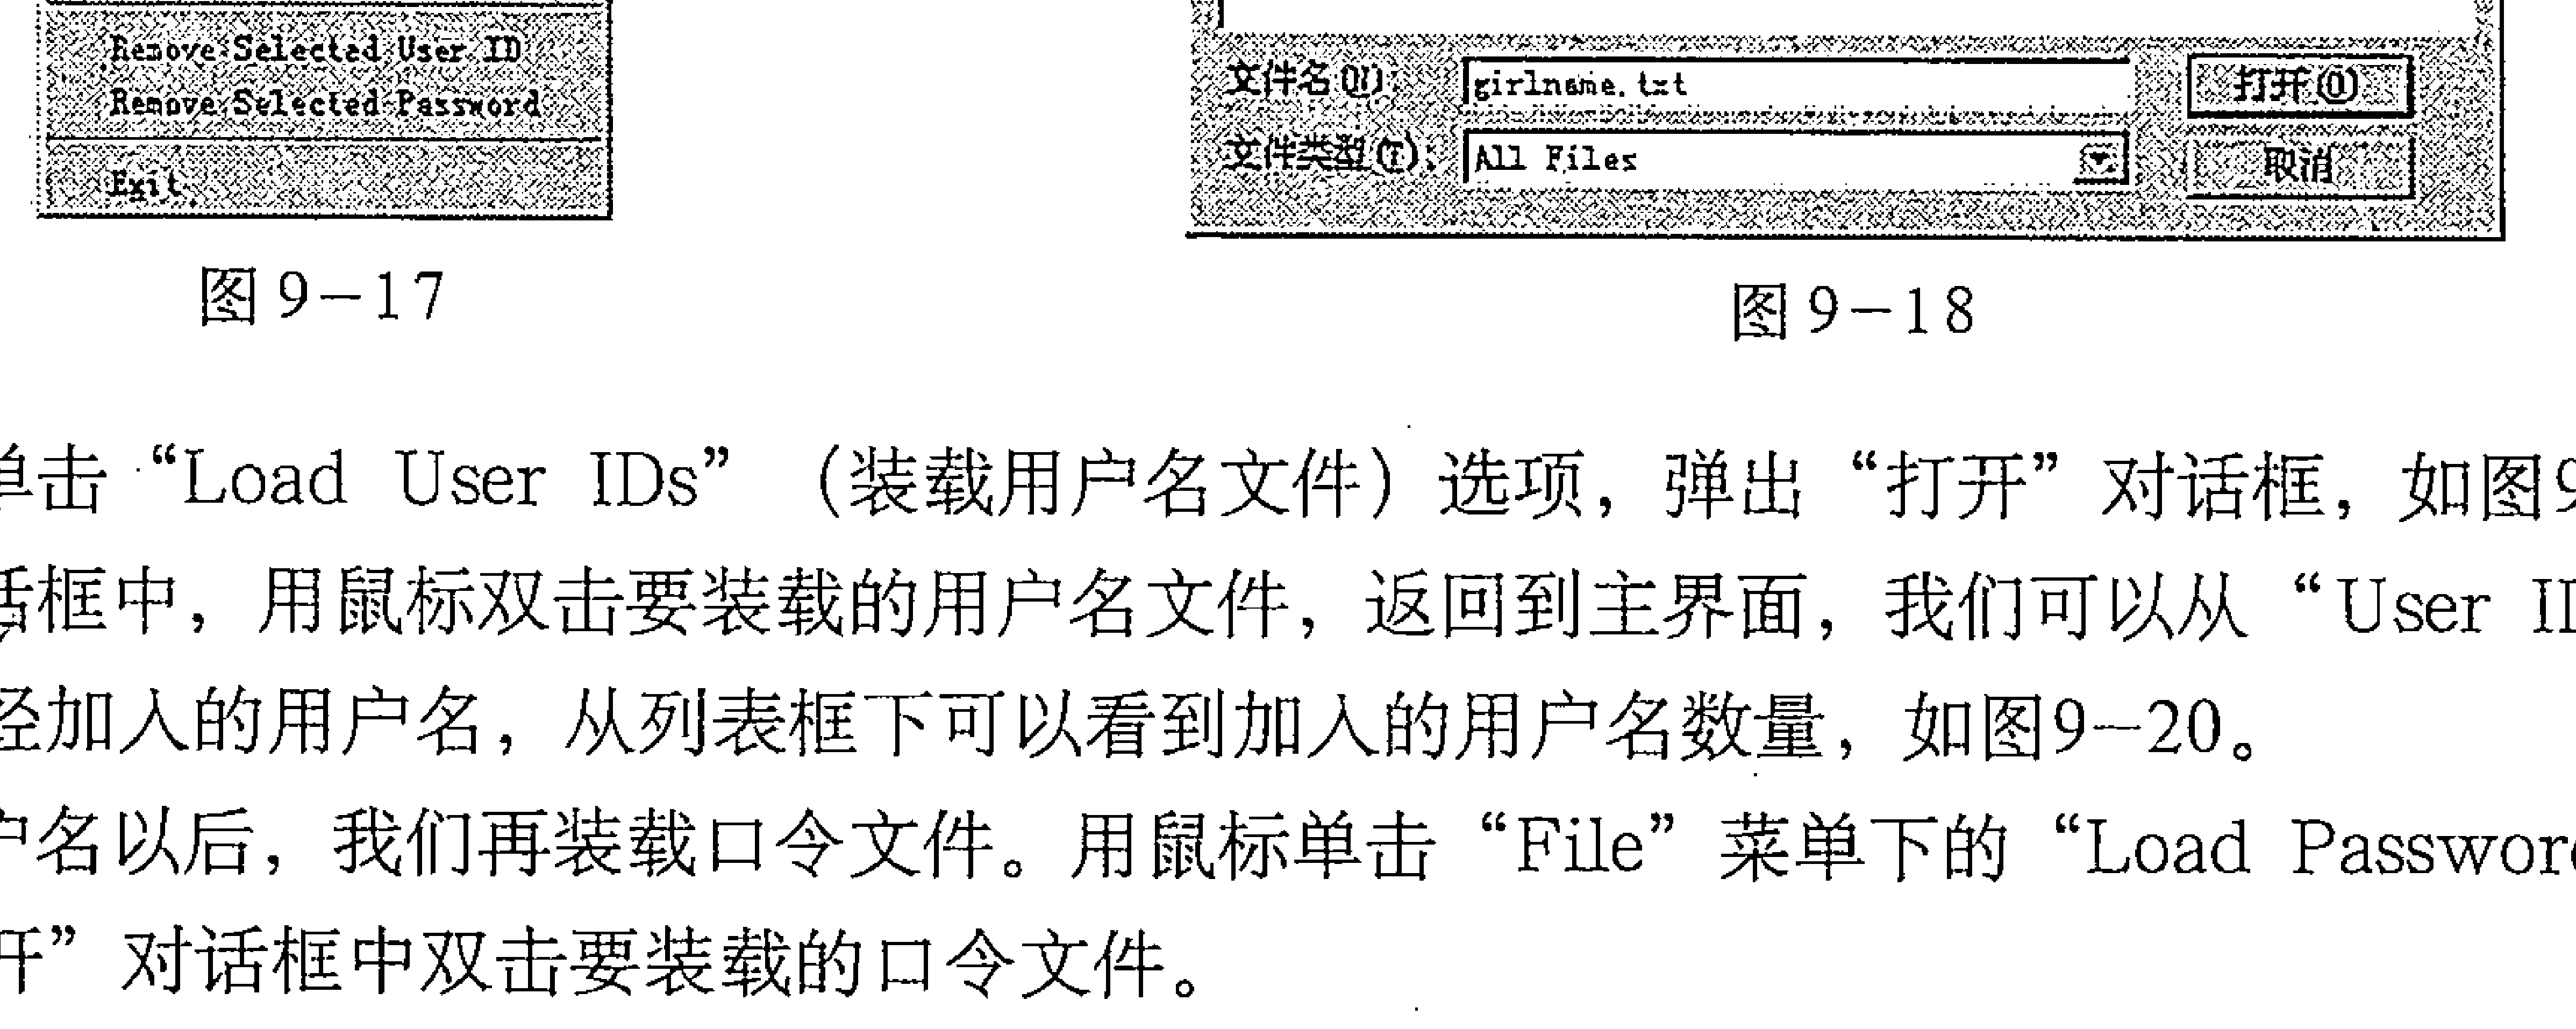 Remove Selected User ID
Remove Selected Password
Exit
图9-17
文件名(N):
girlname.txt
打开(O)
文件类型(T):
All Files
取消
图9-18
单击“Load User IDs”（装载用户名文件）选项，弹出“打开”对话框，如图9
话框中，用鼠标双击要装载的用户名文件，返回到主界面，我们可以从“User ID
经加入的用户名，从列表框下可以看到加入的用户名数量，如图9-20。
户名以后，我们再装载口令文件。用鼠标单击“File”菜单下的“Load Password
开”对话框中双击要装载的口令文件。